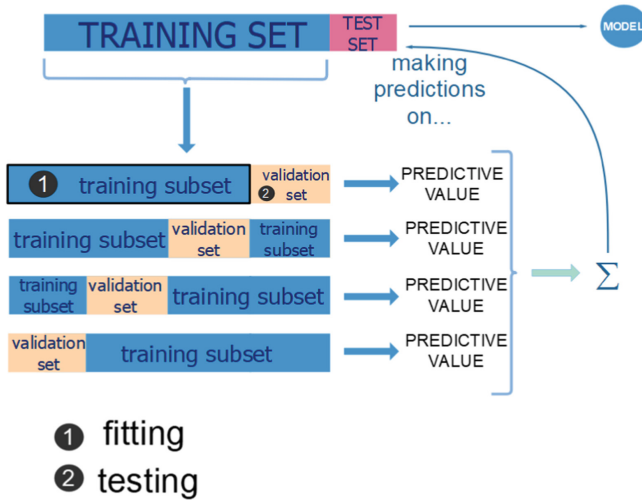 TRAINING SET
TEST
SET
MODEL
making
predictions
on...
1 training subset
validation
2 set
PREDICTIVE
VALUE
training subset
validation
set
training
subset
PREDICTIVE
VALUE
training
subset
validation
set
training subset
PREDICTIVE
VALUE
Σ
validation
set
training subset
PREDICTIVE
VALUE
1 fitting
2 testing